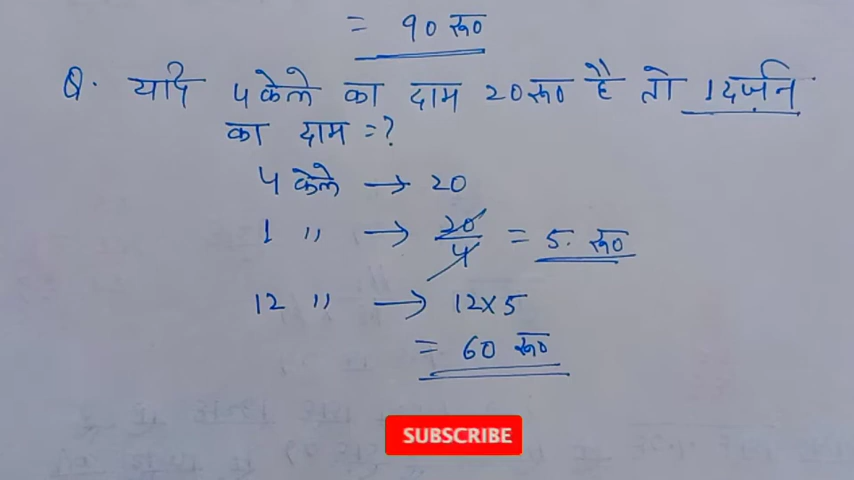 = 90 रू०
Q. यदि 4 केले का दाम 20 रू० है तो 1 दर्जन
का दाम = ?
4 केले → 20
1 " → 20/4 = 5. रू०
12 " → 12×5
= 60 रू०
SUBSCRIBE